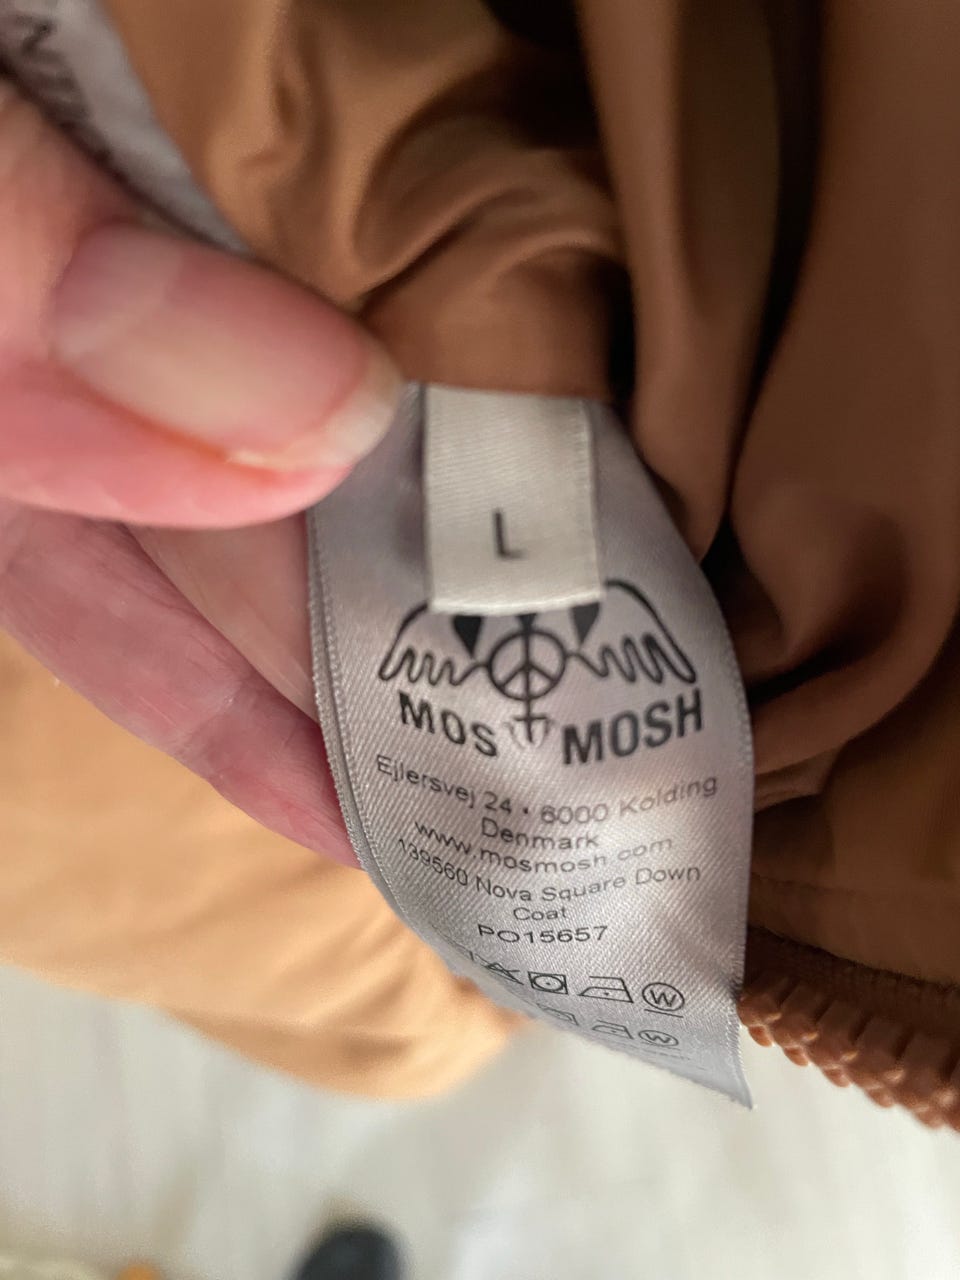 L
MOS MOSH
Ejlersvej 24 • 6000 Kolding
Denmark
www.mosmosh.com
139560 Nova Square Down
Coat
PO15657
W
W